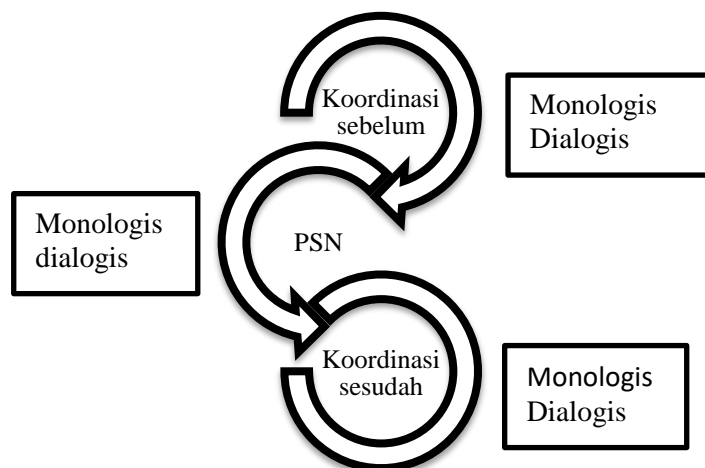 Koordinasi
sebelum
Monologis
Dialogis
Monologis
dialogis
PSN
Koordinasi
sesudah
Monologis
Dialogis